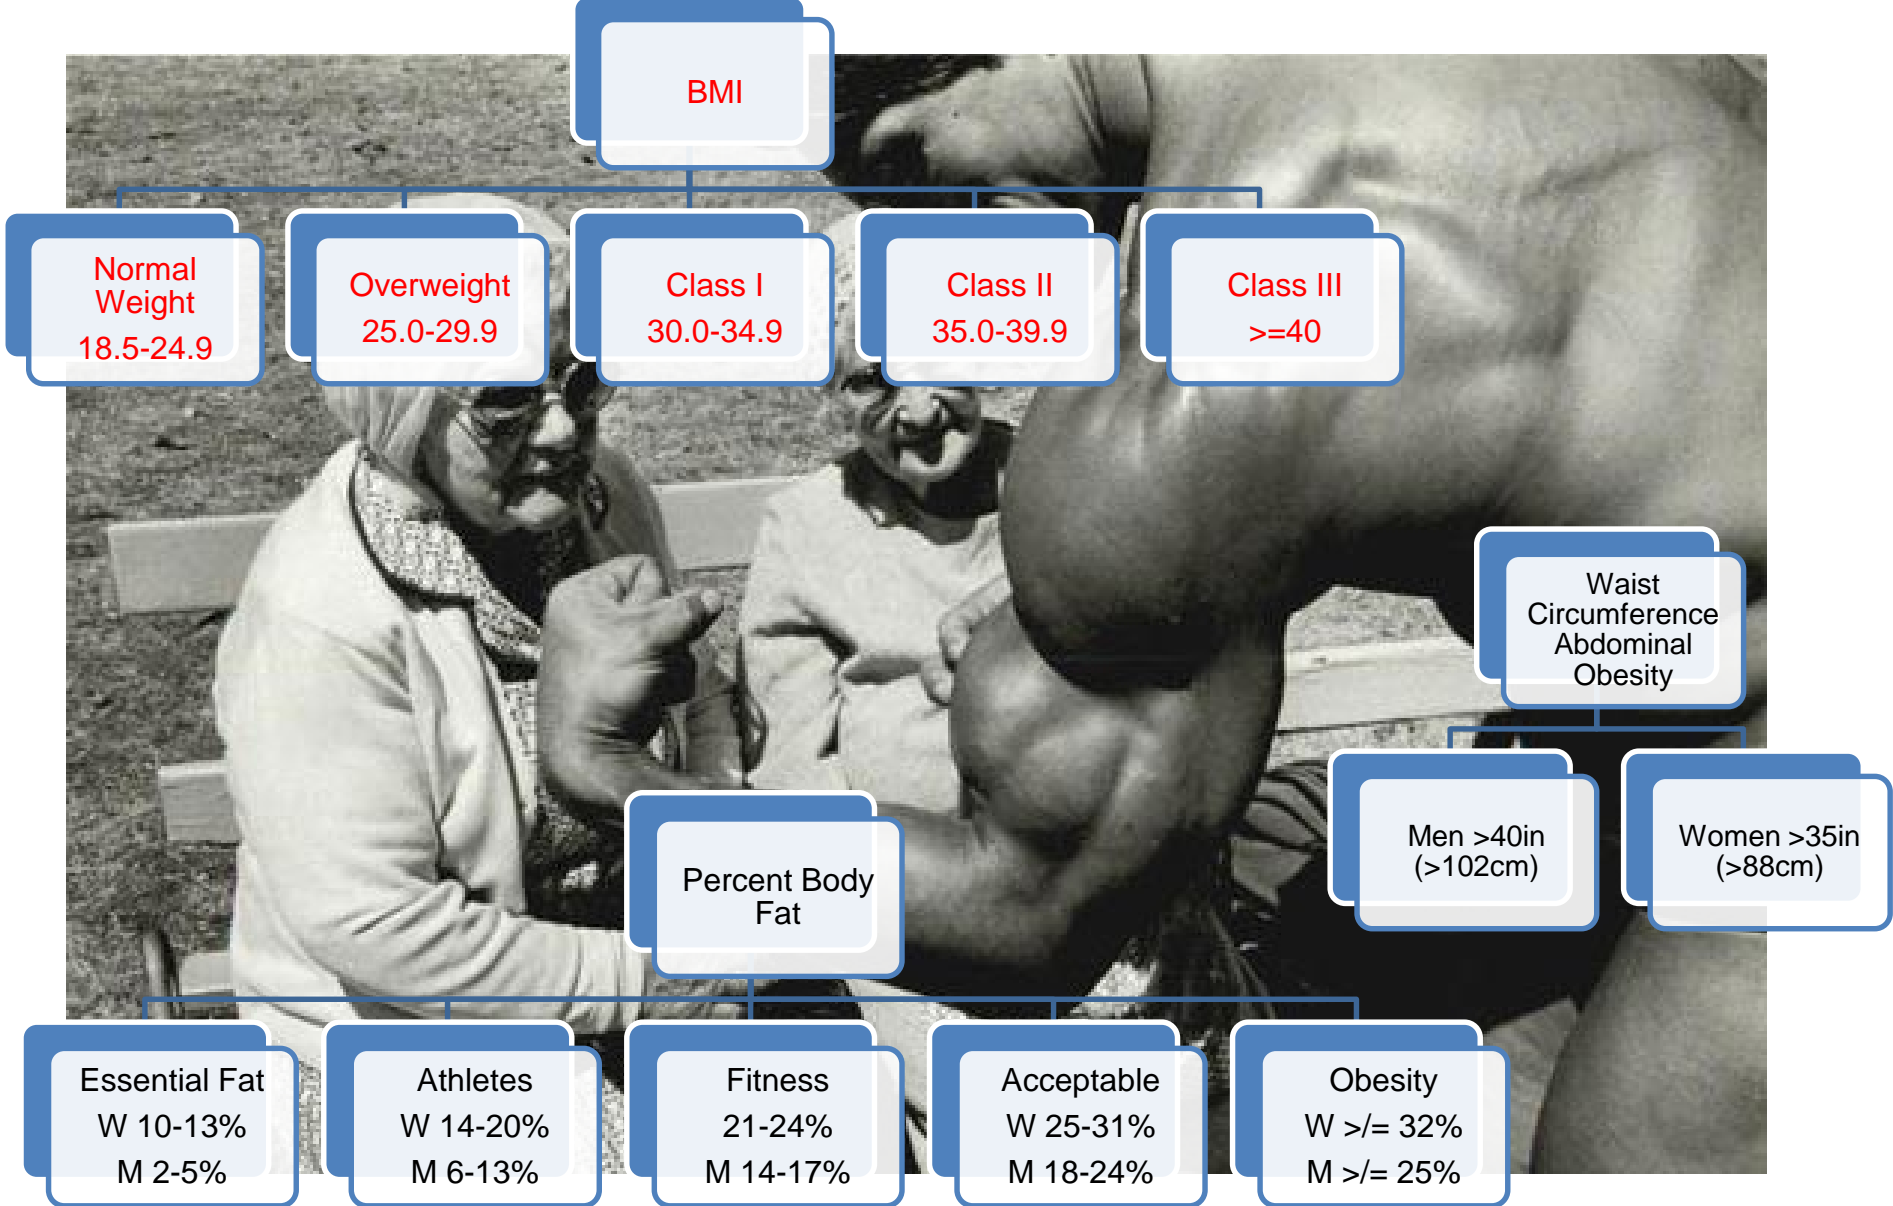 BMI
Normal
Weight
18.5-24.9
Overweight
25.0-29.9
Class I
30.0-34.9
Class II
35.0-39.9
Class III
>=40
Waist
Circumference
Abdominal
Obesity
Men >40in
(>102cm)
Women >35in
(>88cm)
Percent Body
Fat
Essential Fat
W 10-13%
M 2-5%
Athletes
W 14-20%
M 6-13%
Fitness
21-24%
M 14-17%
Acceptable
W 25-31%
M 18-24%
Obesity
W >/= 32%
M >/= 25%